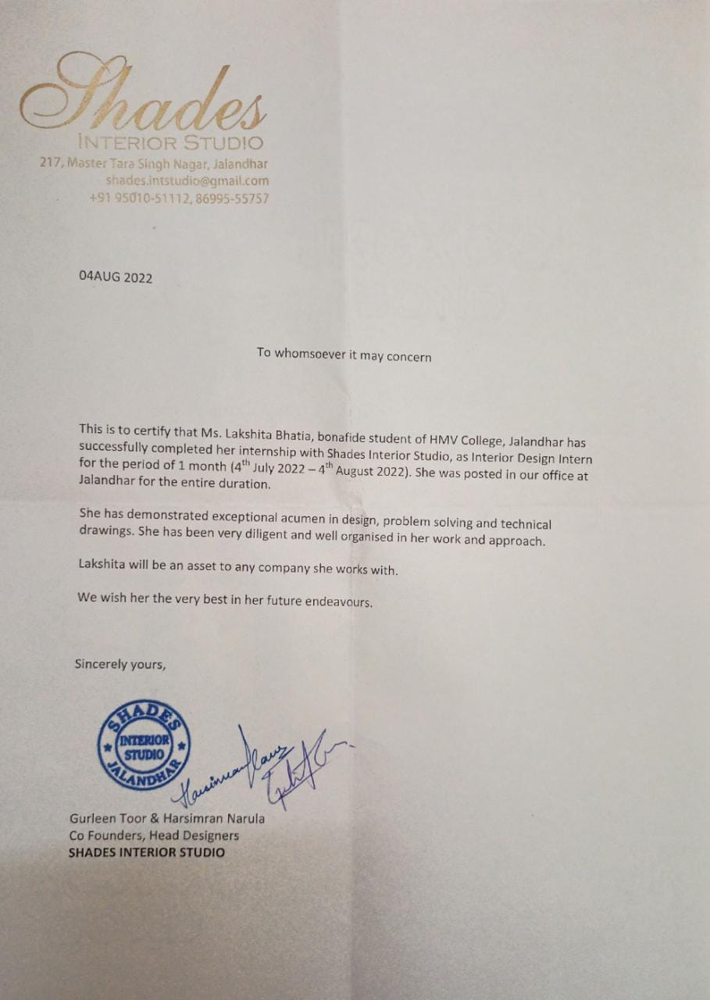 Shades
INTERIOR STUDIO
217, Master Tara Singh Nagar, Jalandhar
shades.intstudio@gmail.com
+91 95010-51112, 86995-55757
04AUG 2022
To whomsoever it may concern
This is to certify that Ms. Lakshita Bhatia, bonafide student of HMV College, Jalandhar has
successfully completed her internship with Shades Interior Studio, as Interior Design Intern
for the period of 1 month (4th July 2022 – 4th August 2022). She was posted in our office at
Jalandhar for the entire duration.
She has demonstrated exceptional acumen in design, problem solving and technical
drawings. She has been very diligent and well organised in her work and approach.
Lakshita will be an asset to any company she works with.
We wish her the very best in her future endeavours.
Sincerely yours,
SHADES
INTERIOR
STUDIO
JALANDHAR
Gurleen Toor & Harsimran Narula
Co Founders, Head Designers
SHADES INTERIOR STUDIO